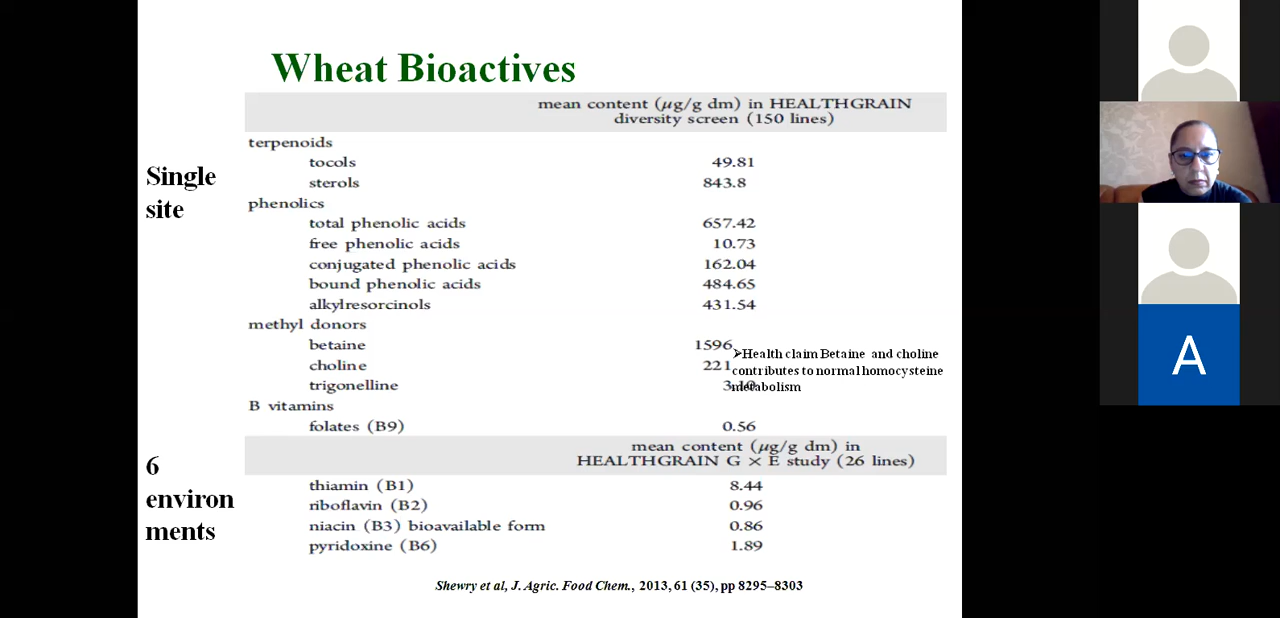 Wheat Bioactives
mean content (µg/g dm) in HEALTHGRAIN
diversity screen (150 lines)
Single
site
terpenoids
tocols 49.81
sterols 843.8
phenolics
total phenolic acids 657.42
free phenolic acids 10.73
conjugated phenolic acids 162.04
bound phenolic acids 484.65
alkylresorcinols 431.54
methyl donors
betaine 1596
choline 221
trigonelline
➢Health claim Betaine and choline
contributes to normal homocysteine
metabolism
B vitamins
folates (B9) 0.56
6
environ
ments
mean content (µg/g dm) in
HEALTHGRAIN G × E study (26 lines)
thiamin (B1) 8.44
riboflavin (B2) 0.96
niacin (B3) bioavailable form 0.86
pyridoxine (B6) 1.89
Shewry et al, J. Agric. Food Chem., 2013, 61 (35), pp 8295–8303
A